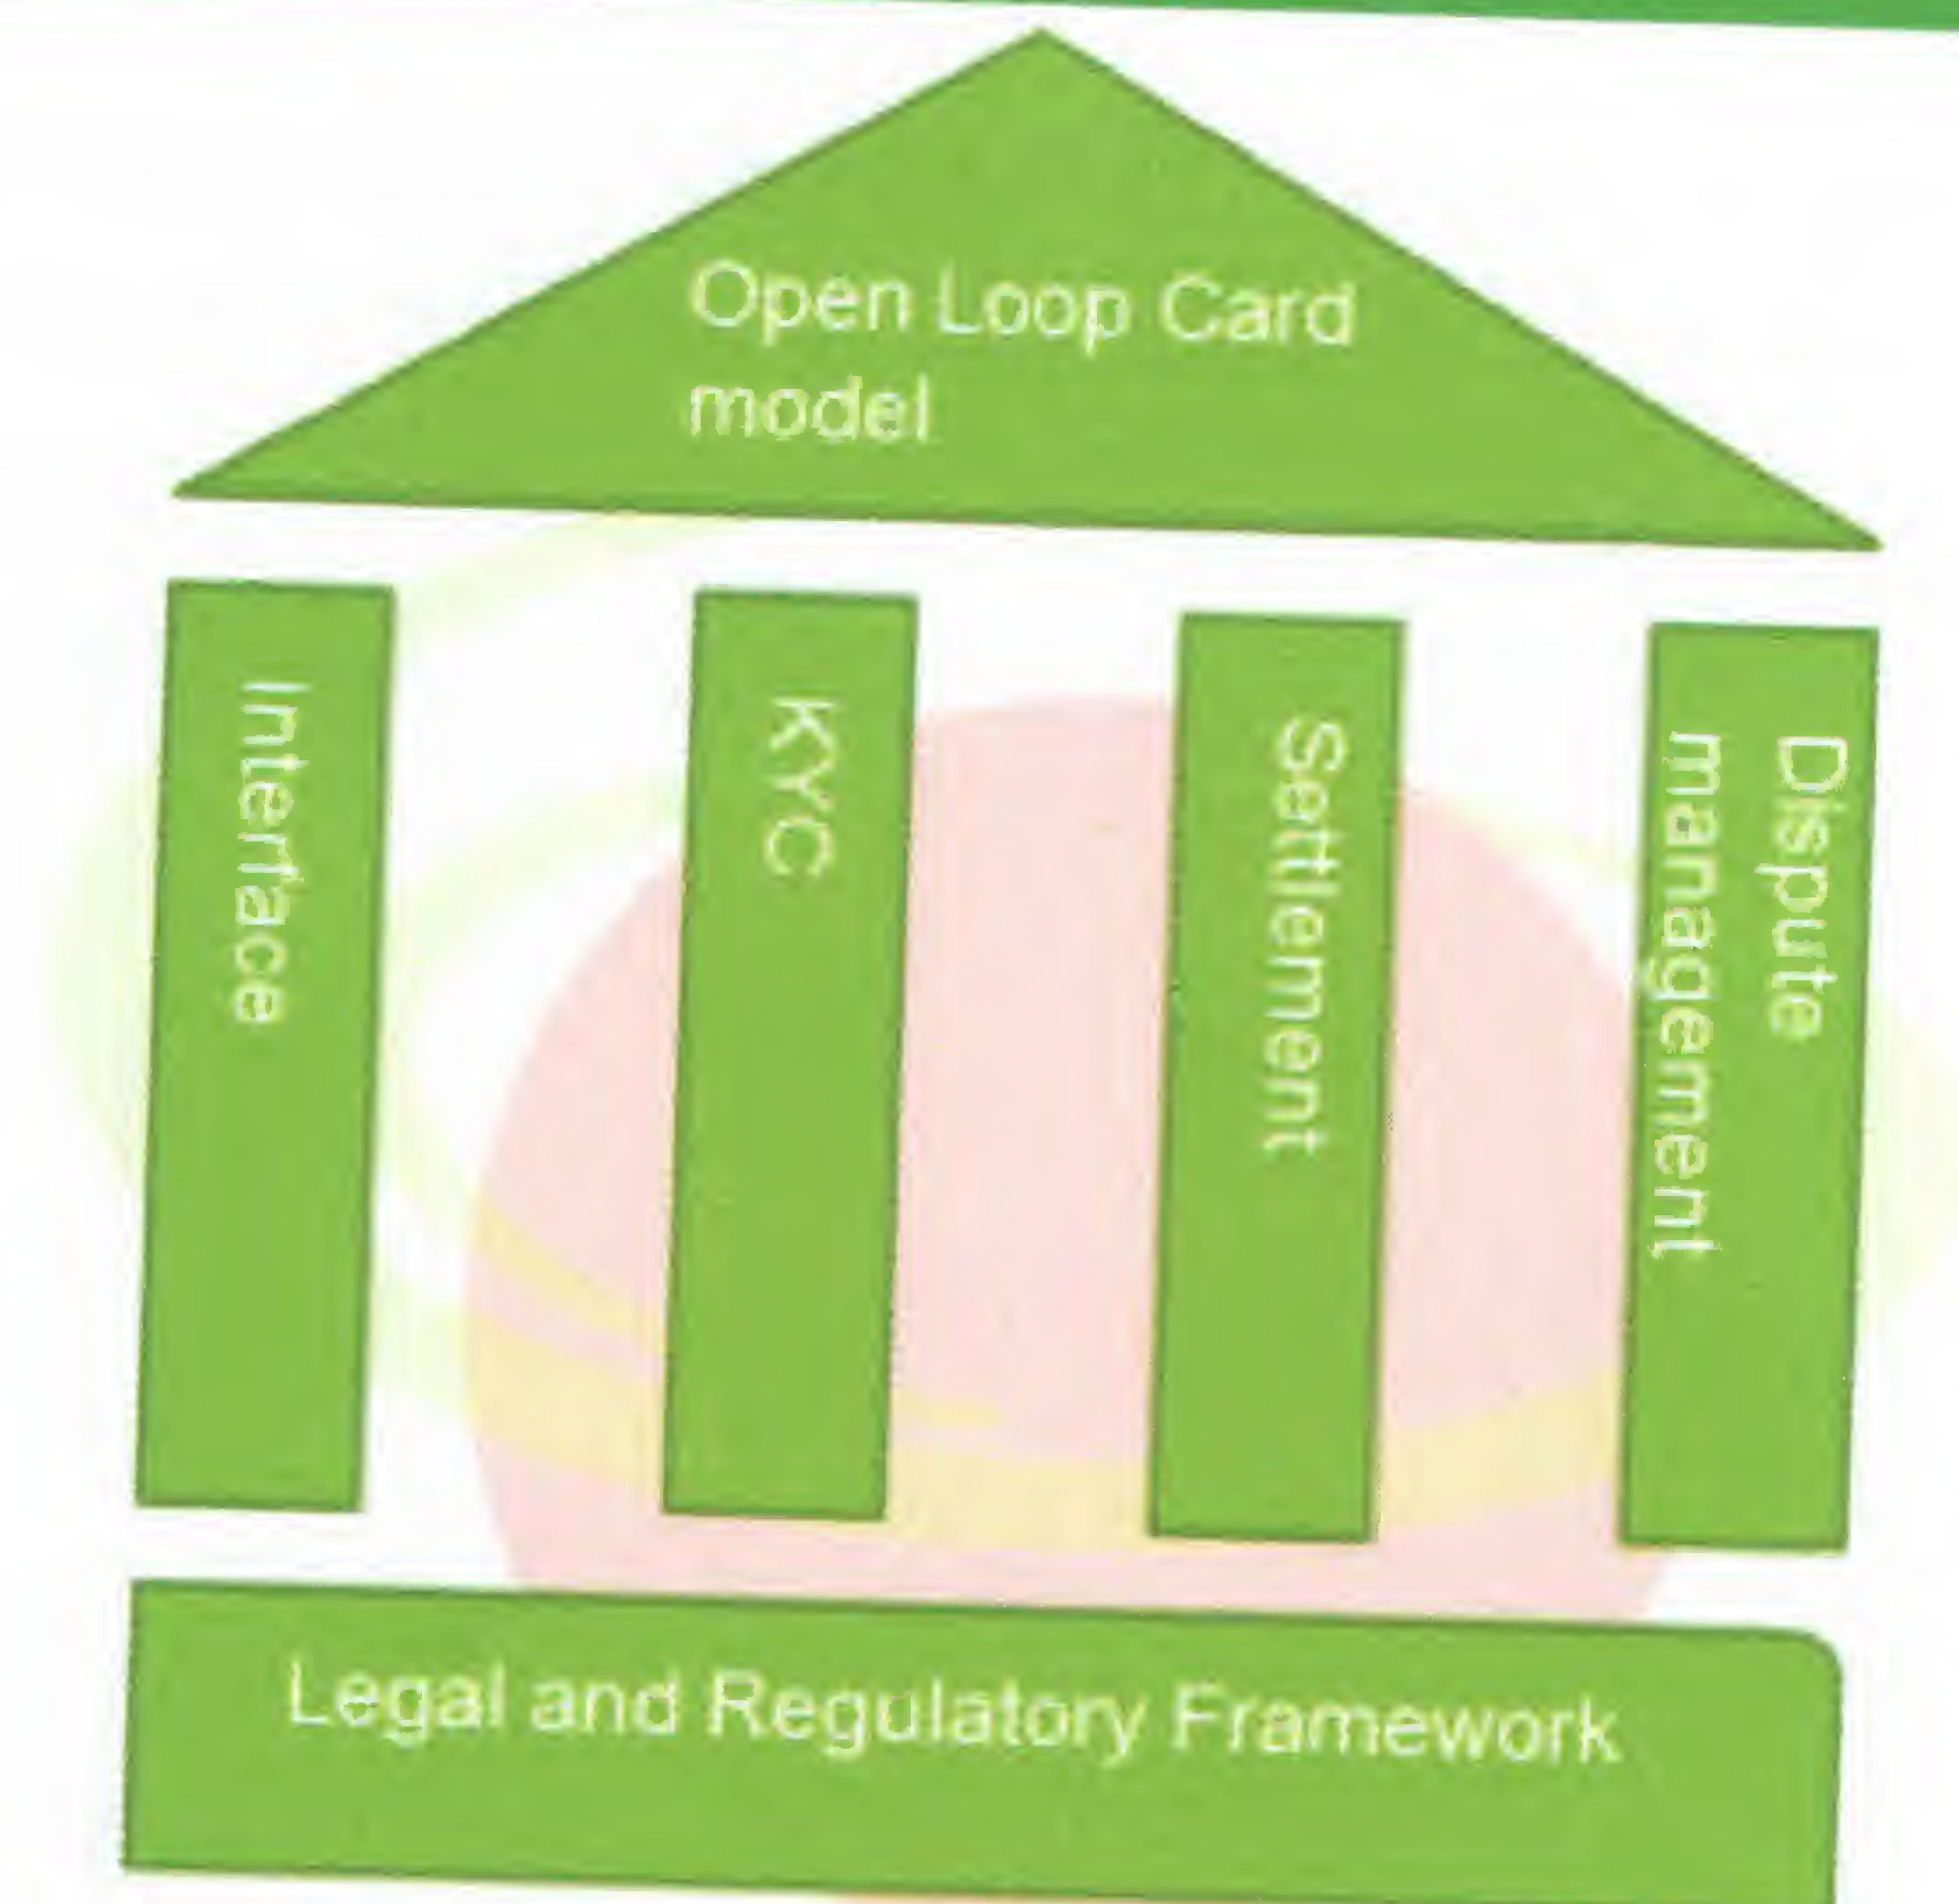 Open Loop Card
model
Interface
KYC
Settlement
Dispute
management
Legal and Regulatory Framework